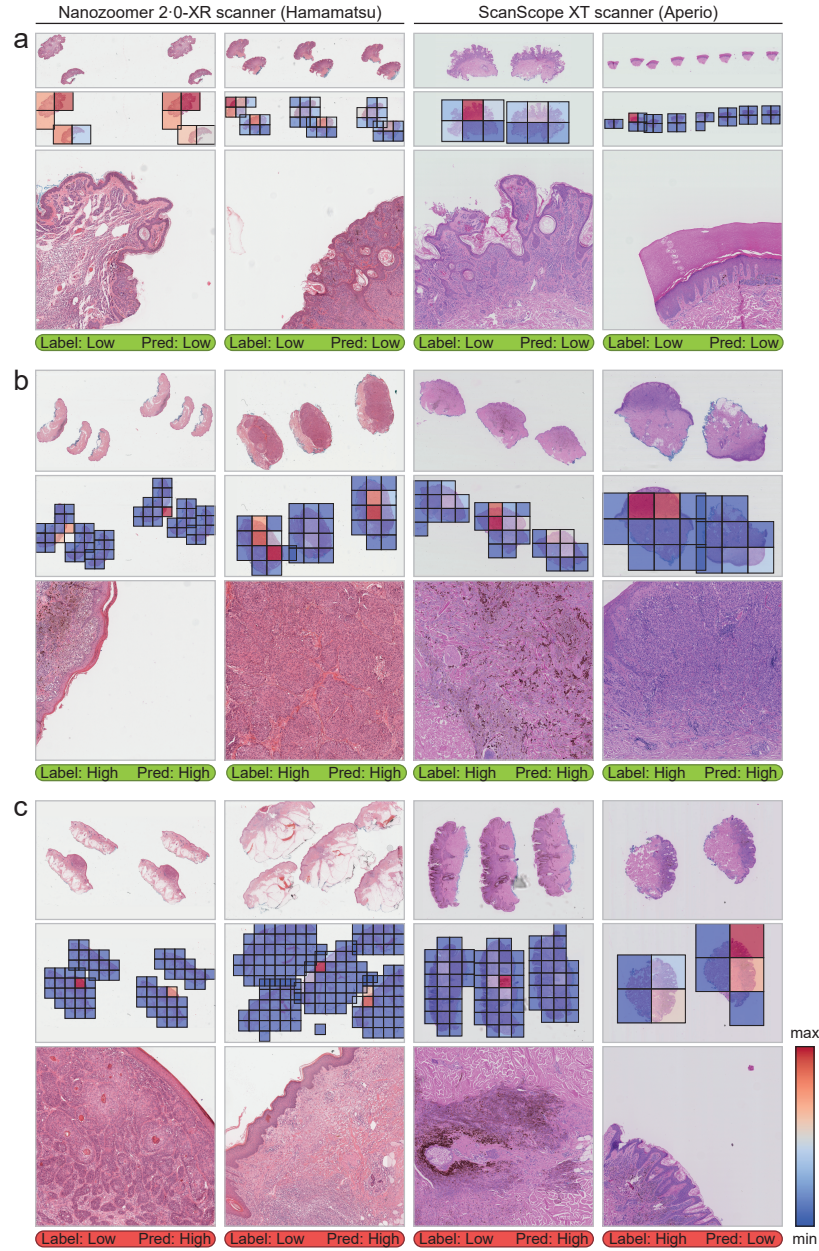 Nanozoomer 2·0-XR scanner (Hamamatsu) ScanScope XT scanner (Aperio)
a
Label: Low Pred: Low Label: Low Pred: Low Label: Low Pred: Low Label: Low Pred: Low
b
Label: High Pred: High Label: High Pred: High Label: High Pred: High Label: High Pred: High
c
max
Label: Low Pred: High Label: Low Pred: High Label: Low Pred: High Label: High Pred: Low
min